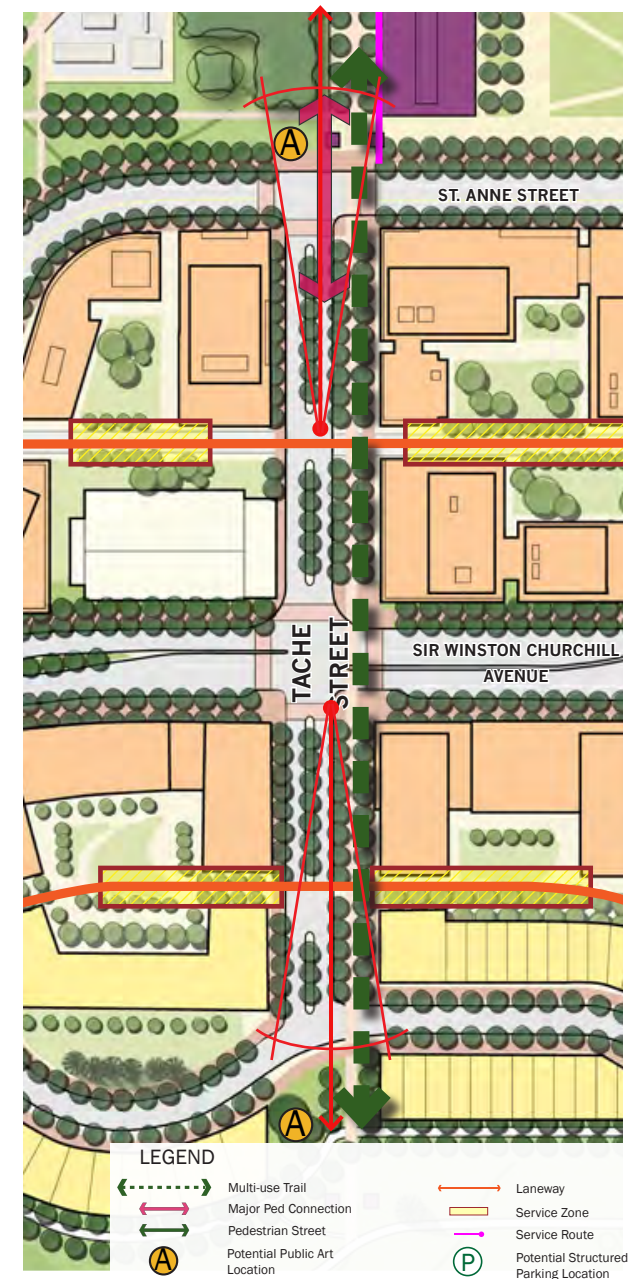 A
ST. ANNE STREET
TACHE
STREET
SIR WINSTON CHURCHILL
AVENUE
A
LEGEND
Multi-use Trail
Major Ped Connection
Pedestrian Street
A
Potential Public Art
Location
Laneway
Service Zone
Service Route
P
Potential Structured
Parking Location